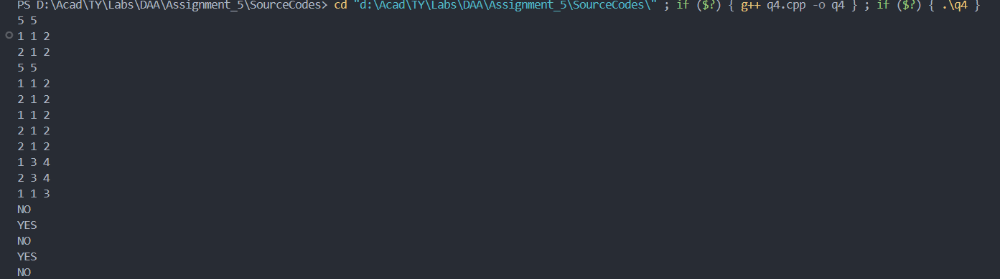 PS D:\Acad\TY\Labs\DAA\Assignment_5\SourceCodes> cd "d:\Acad\TY\Labs\DAA\Assignment_5\SourceCodes\" ; if ($?) { g++ q4.cpp -o q4 } ; if ($?) { .\q4 }
5 5
1 1 2
2 1 2
5 5
1 1 2
2 1 2
1 1 2
2 1 2
2 1 2
1 3 4
2 3 4
1 1 3
NO
YES
NO
YES
NO